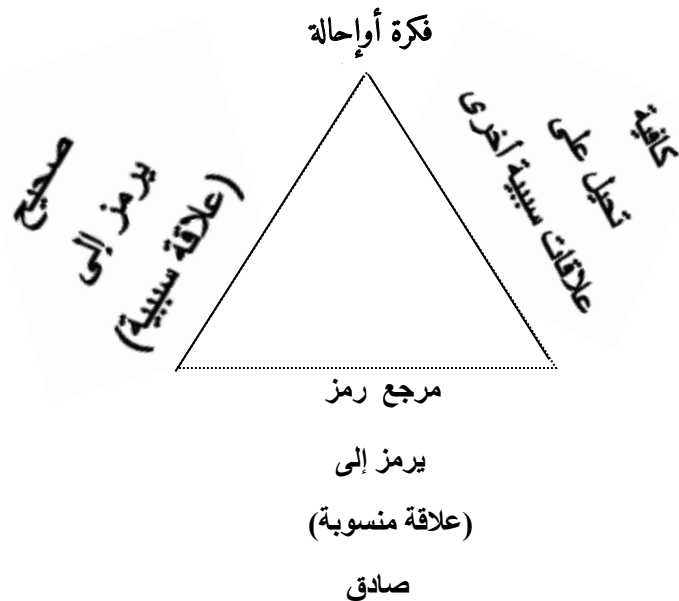 فكرة أوإحالة
صحيح
يرمز إلى
(علاقة سببية)
كافية
تحيل على
علاقات سببية أخرى
مرجع رمز
يرمز إلى
(علاقة منسوبة)
صادق